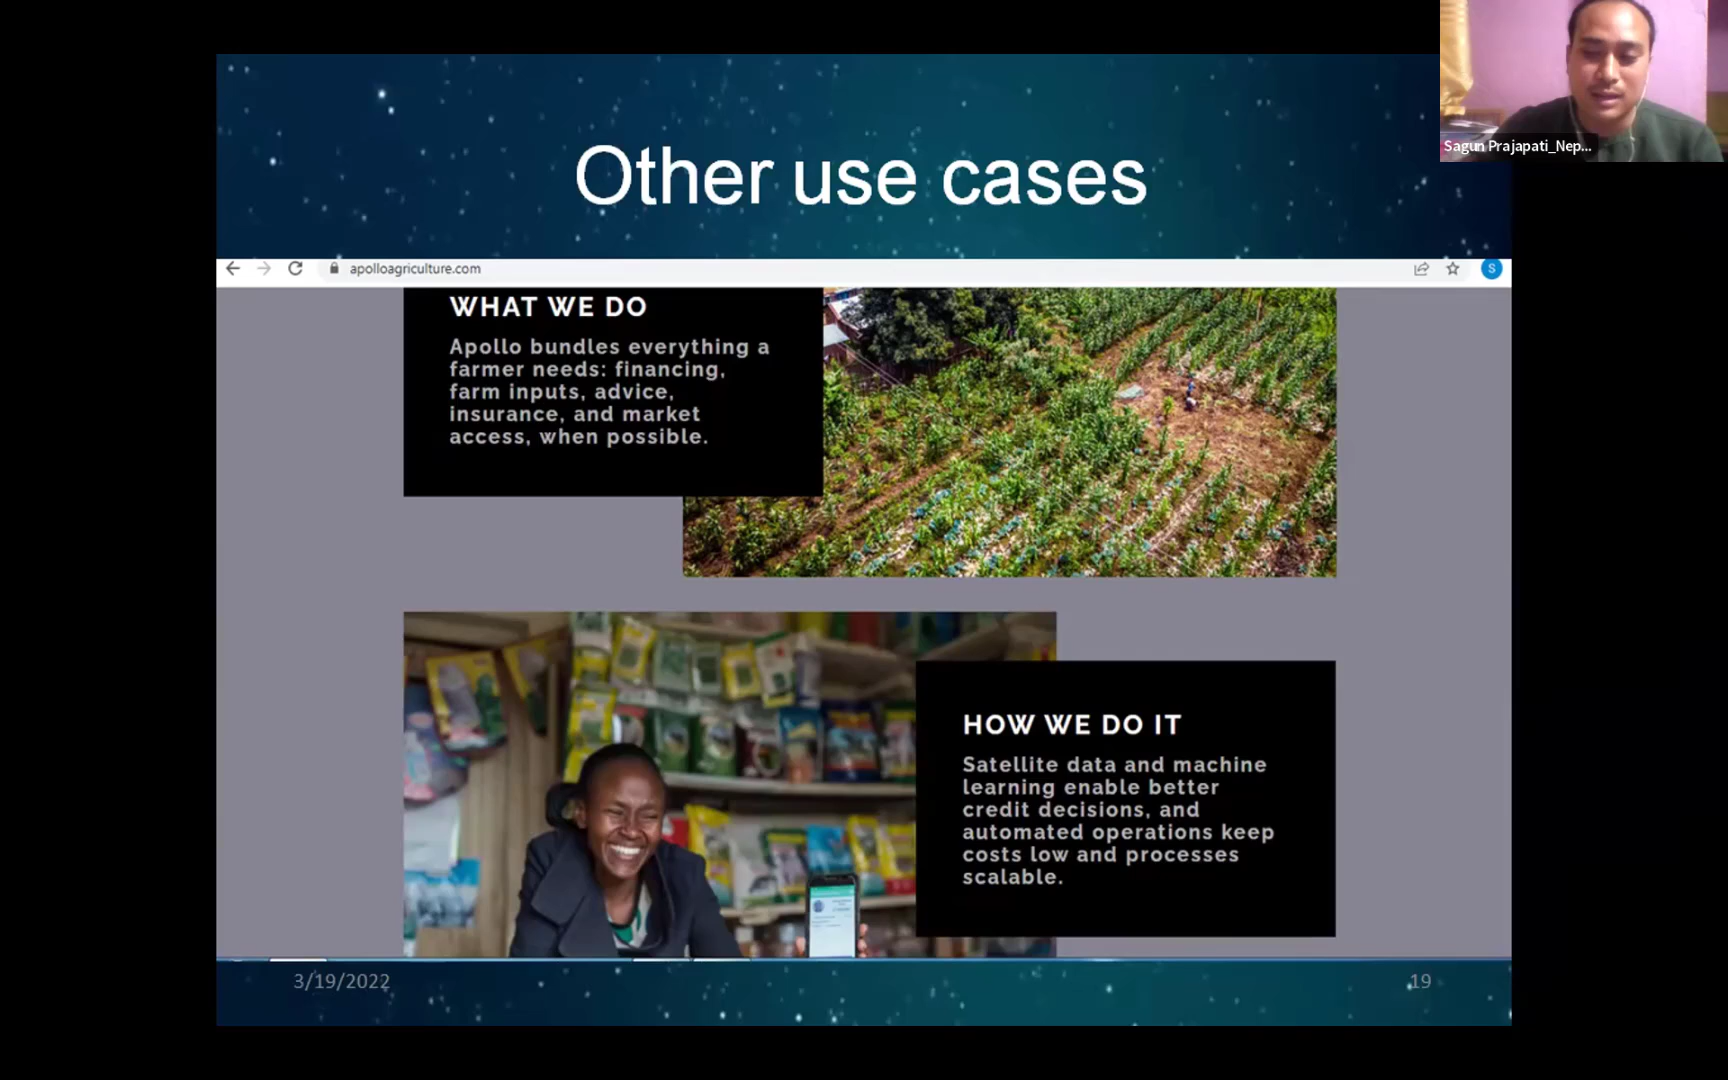 Other use cases
Sagun Prajapati_Nep...
apolloagriculture.com
S
WHAT WE DO
Apollo bundles everything a
farmer needs: financing,
farm inputs, advice,
insurance, and market
access, when possible.
HOW WE DO IT
Satellite data and machine
learning enable better
credit decisions, and
automated operations keep
costs low and processes
scalable.
3/19/2022
19